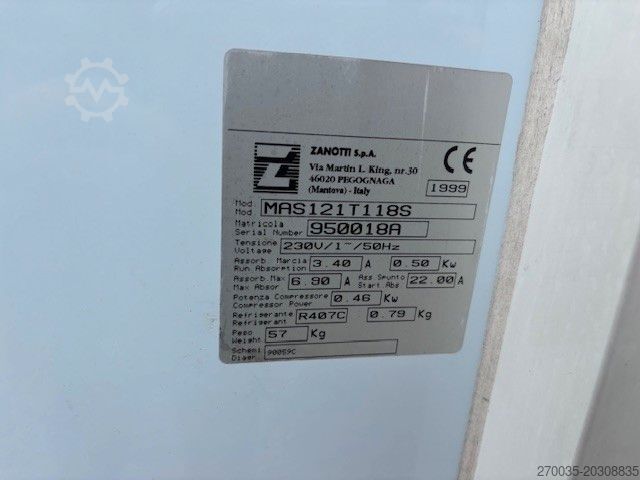 ZANOTTI S.p.A.
Via Martin L. King, nr.30
46020 PEGOGNAGA
(Mantova) - Italy
CE
1999
Mod
Mod MAS121T118S
Matricola
Serial Number 950018A
Tensione
Voltage 230V/1~/50Hz
Assorb. Marcia
Run. Absorption 3.40 A 0.50 Kw
Assorb.Max
Max Absor. 6.90 A Ass Spunto
Start. Abs 22.00 A
Potenza Compressore
Compressor Power 0.46 Kw
Refrigerante
Refrigerant R407C 0.79 Kg
Peso
Weight 57 Kg
Schemi
Diagr. 90059C
270035-20308835